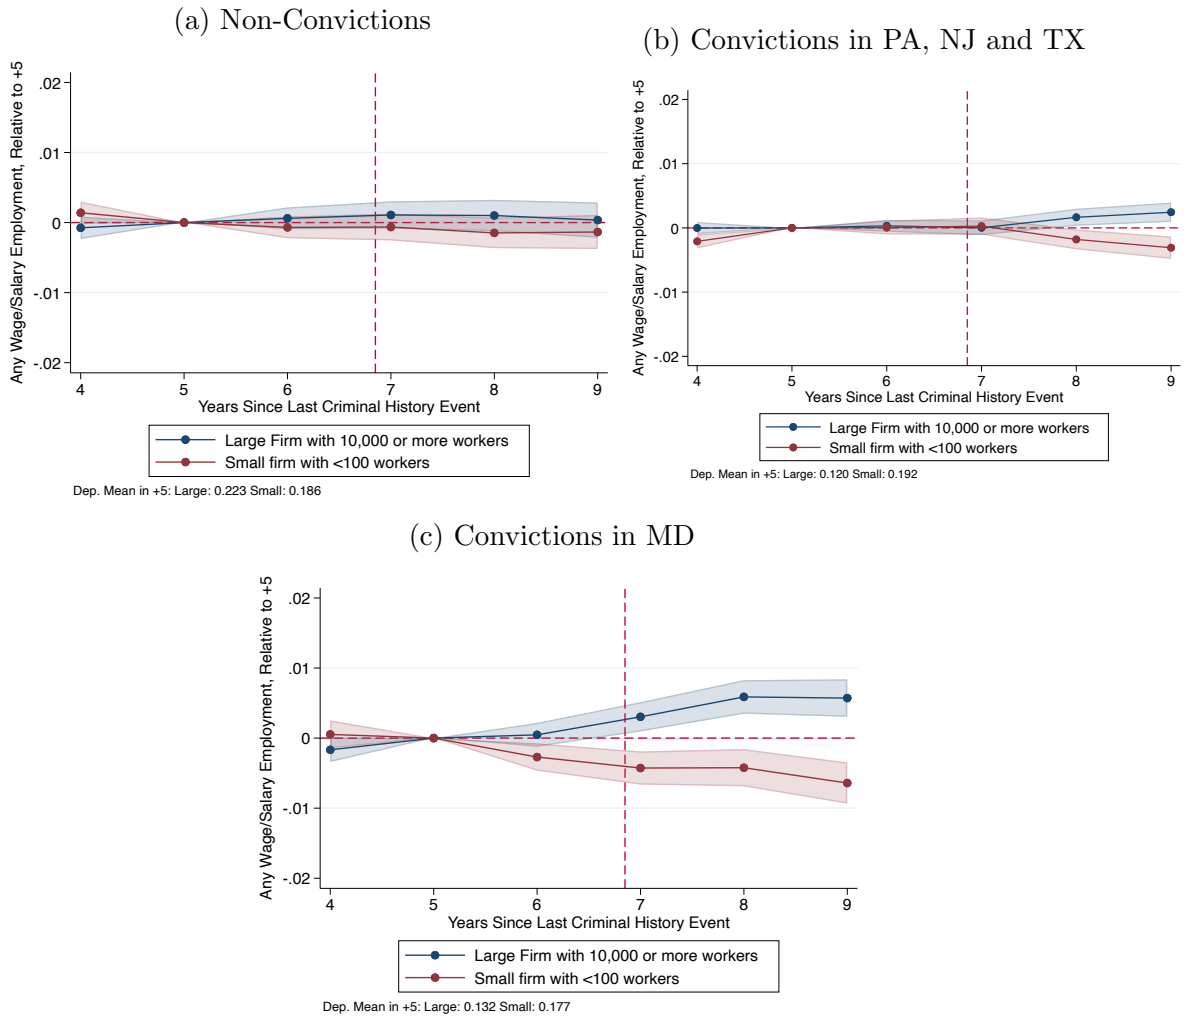 (a) Non-Convictions
Any Wage/Salary Employment, Relative to +5
.02
.01
0
-.01
-.02
4 5 6 7 8 9
Years Since Last Criminal History Event
Large Firm with 10,000 or more workers
Small firm with <100 workers
Dep. Mean in +5: Large: 0.223 Small: 0.186
(b) Convictions in PA, NJ and TX
Any Wage/Salary Employment, Relative to +5
.02
.01
0
-.01
-.02
4 5 6 7 8 9
Years Since Last Criminal History Event
Large Firm with 10,000 or more workers
Small firm with <100 workers
Dep. Mean in +5: Large: 0.120 Small: 0.192
(c) Convictions in MD
Any Wage/Salary Employment, Relative to +5
.02
.01
0
-.01
-.02
4 5 6 7 8 9
Years Since Last Criminal History Event
Large Firm with 10,000 or more workers
Small firm with <100 workers
Dep. Mean in +5: Large: 0.132 Small: 0.177